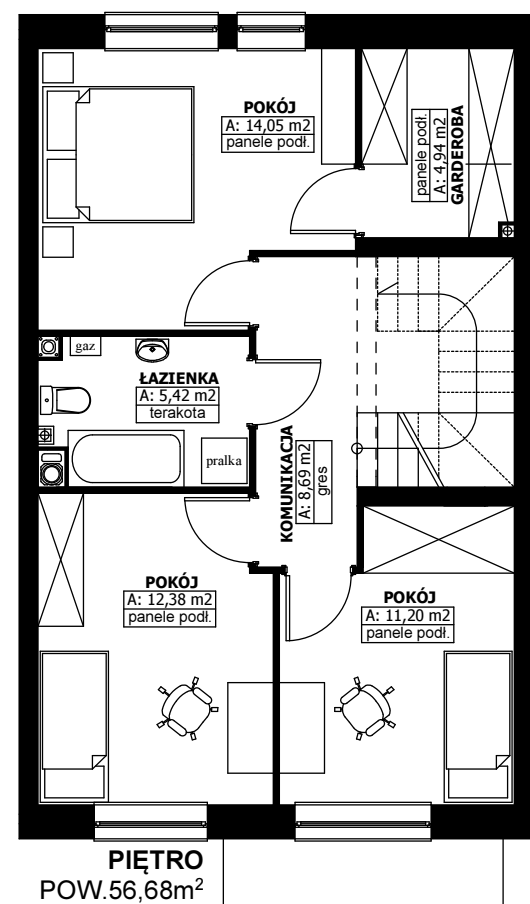 POKÓJ
A: 14,05 m2
panele podł.
GARDEROBA
A: 4,94 m2
panele podł.
gaz
ŁAZIENKA
A: 5,42 m2
terakota
pralka
KOMUNIKACJA
A: 8,69 m2
gres
POKÓJ
A: 12,38 m2
panele podł.
POKÓJ
A: 11,20 m2
panele podł.
PIĘTRO
POW.56,68m²